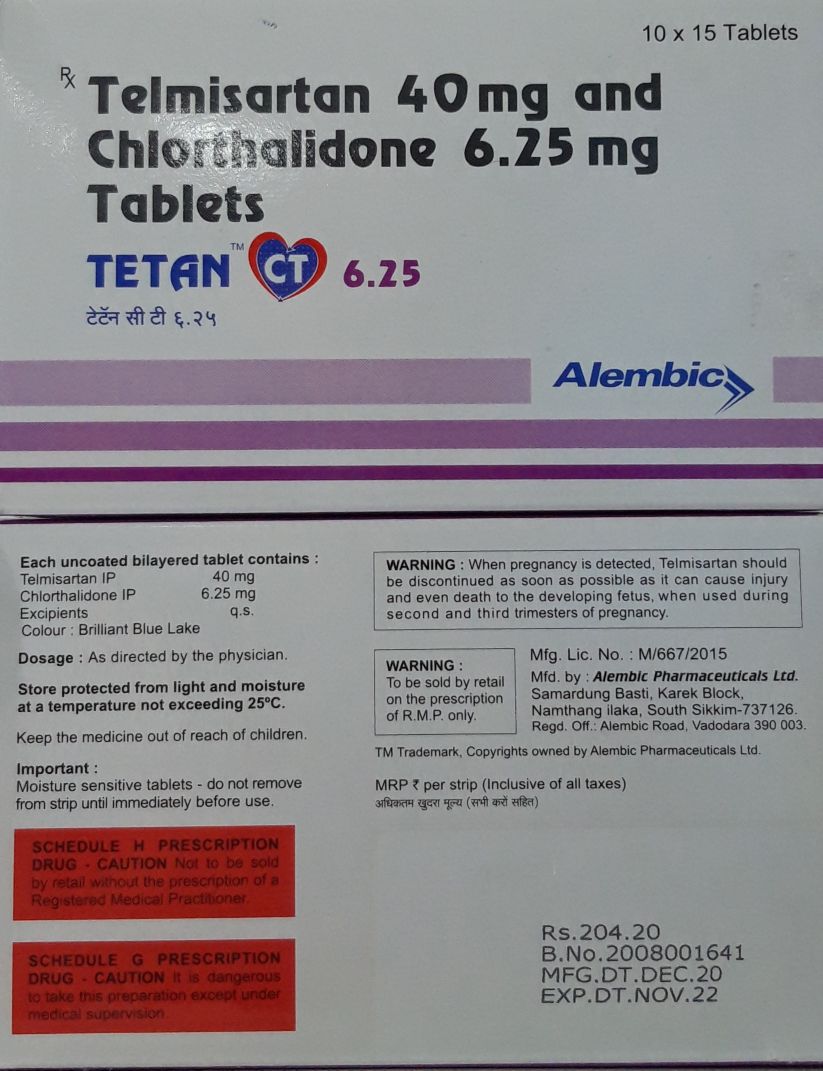 10 x 15 Tablets
Rx Telmisartan 40 mg and
Chlorthalidone 6.25 mg
Tablets
TETAN™ CT 6.25
टेटॅन सी टी ६.२५
Alembic
Each uncoated bilayered tablet contains :
Telmisartan IP 40 mg
Chlorthalidone IP 6.25 mg
Excipients q.s.
Colour : Brilliant Blue Lake
Dosage : As directed by the physician.
Store protected from light and moisture
at a temperature not exceeding 25ºC.
Keep the medicine out of reach of children.
Important :
Moisture sensitive tablets - do not remove
from strip until immediately before use.
SCHEDULE H PRESCRIPTION
DRUG - CAUTION Not to be sold
by retail without the prescription of a
Registered Medical Practitioner.
SCHEDULE G PRESCRIPTION
DRUG - CAUTION It is dangerous
to take this preparation except under
medical supervision.
WARNING : When pregnancy is detected, Telmisartan should
be discontinued as soon as possible as it can cause injury
and even death to the developing fetus, when used during
second and third trimesters of pregnancy.
WARNING :
To be sold by retail
on the prescription
of R.M.P. only.
Mfg. Lic. No. : M/667/2015
Mfd. by : Alembic Pharmaceuticals Ltd.
Samardung Basti, Karek Block,
Namthang ilaka, South Sikkim-737126.
Regd. Off.: Alembic Road, Vadodara 390 003.
TM Trademark, Copyrights owned by Alembic Pharmaceuticals Ltd.
MRP ₹ per strip (Inclusive of all taxes)
अधिकतम खुदरा मूल्य (सभी करों सहित)
Rs.204.20
B.No.2008001641
MFG.DT.DEC.20
EXP.DT.NOV.22